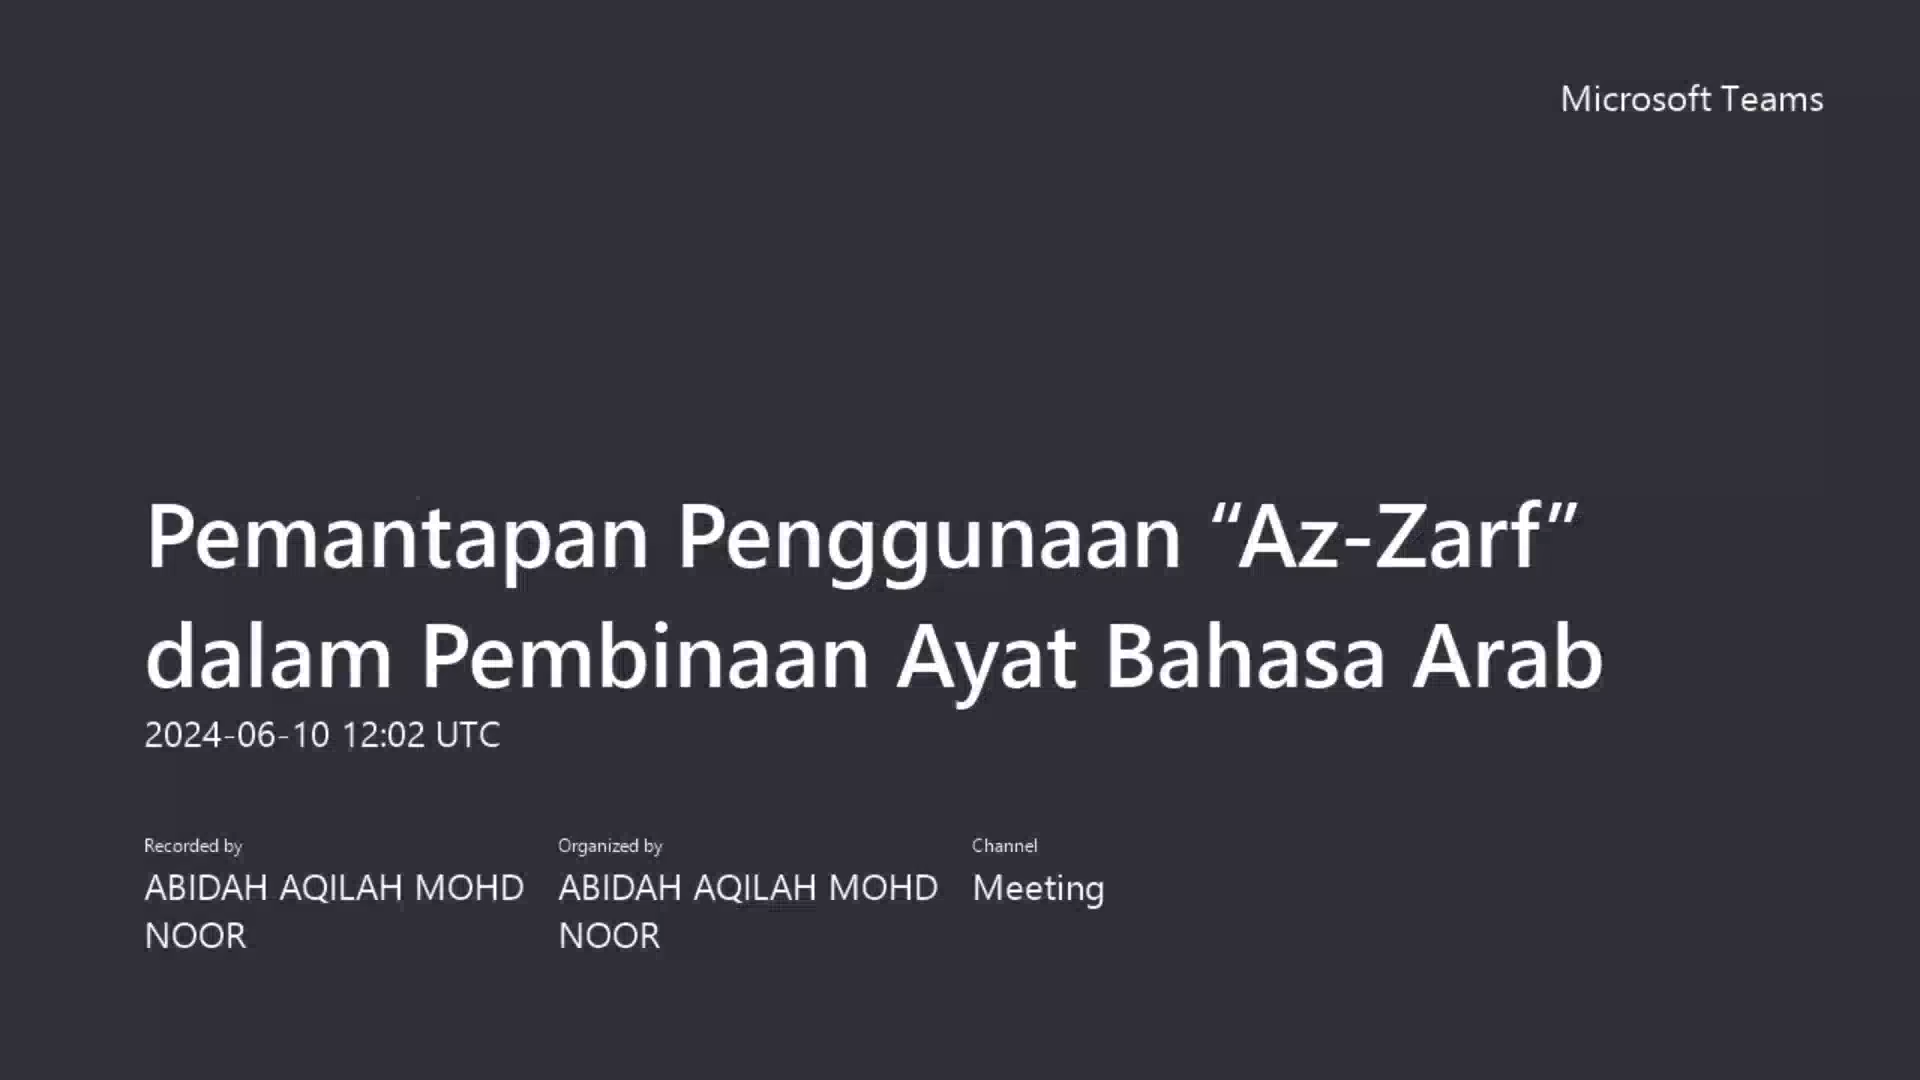 Microsoft Teams
Pemantapan Penggunaan “Az-Zarf”
dalam Pembinaan Ayat Bahasa Arab
2024-06-10 12:02 UTC
Recorded by
ABIDAH AQILAH MOHD
NOOR
Organized by
ABIDAH AQILAH MOHD
NOOR
Channel
Meeting